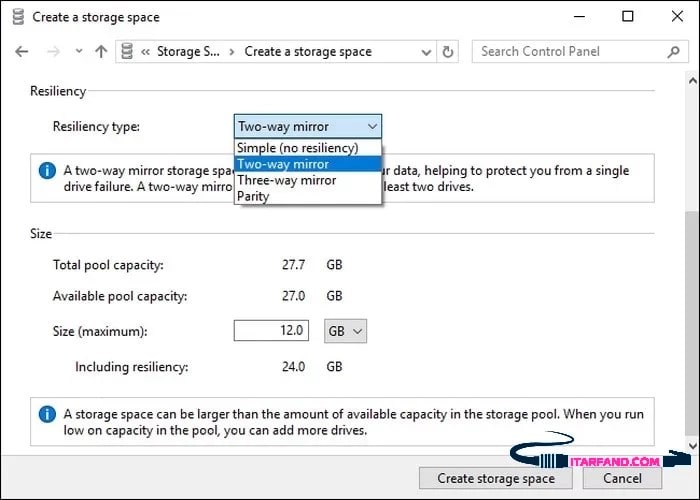 Create a storage space
Storage S... Create a storage space
Search Control Panel
Resiliency
Resiliency type:
Two-way mirror
Simple (no resiliency)
Two-way mirror
Three-way mirror
Parity
A two-way mirror storage spa ur data, helping to protect you from a single
drive failure. A two-way mirro least two drives.
Size
Total pool capacity: 27.7 GB
Available pool capacity: 27.0 GB
Size (maximum): 12.0 GB
Including resiliency: 24.0 GB
A storage space can be larger than the amount of available capacity in the storage pool. When you run
low on capacity in the pool, you can add more drives.
ITARFAND.COM
Create storage space Cancel